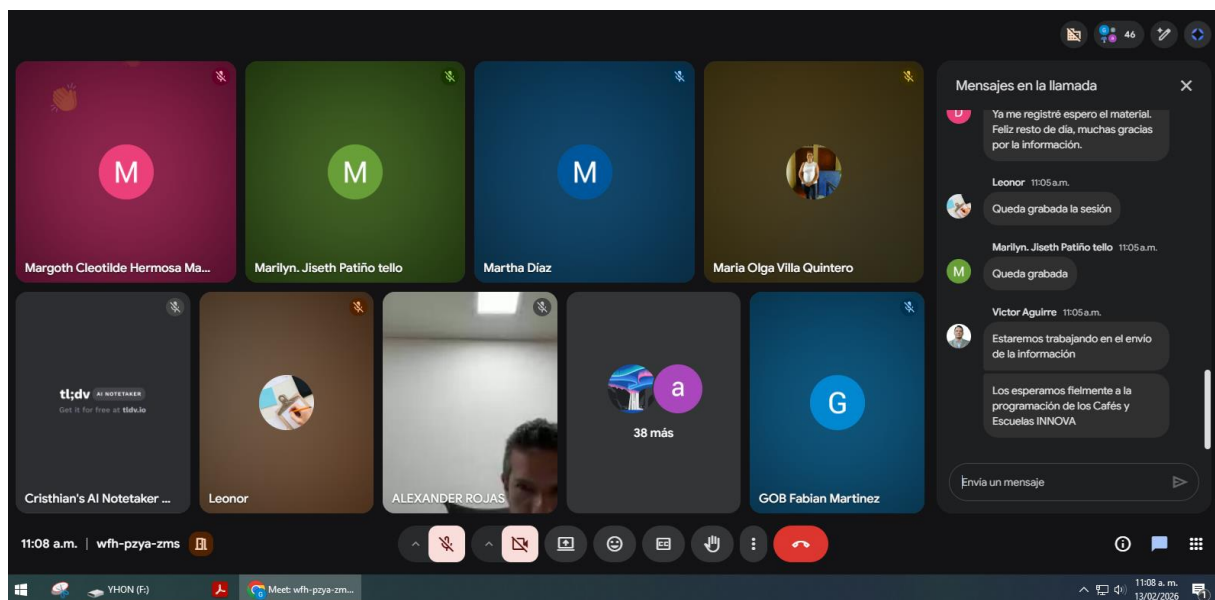 46
M
Margoth Cleotilde Hermosa Ma...
M
Marilyn. Jiseth Patiño tello
M
Martha Díaz
Maria Olga Villa Quintero
tl;dv AI NOTETAKER
Get it for free at tldv.io
Cristhian's AI Notetaker ...
Leonor
ALEXANDER ROJAS
a
38 más
G
GOB Fabian Martinez
Mensajes en la llamada
D
Ya me registré espero el material.
Feliz resto de día, muchas gracias
por la información.
Leonor 11:05 a.m.
Queda grabada la sesión
Marilyn. Jiseth Patiño tello 11:05 a.m.
M
Queda grabada
Victor Aguirre 11:05 a.m.
Estaremos trabajando en el envío
de la información
Los esperamos fielmente a la
programación de los Cafés y
Escuelas INNOVA
Envía un mensaje
11:08 a.m. | wfh-pzya-zms
YHON (F:)
Meet: wfh-pzya-zm...
11:08 a. m.
13/02/2026